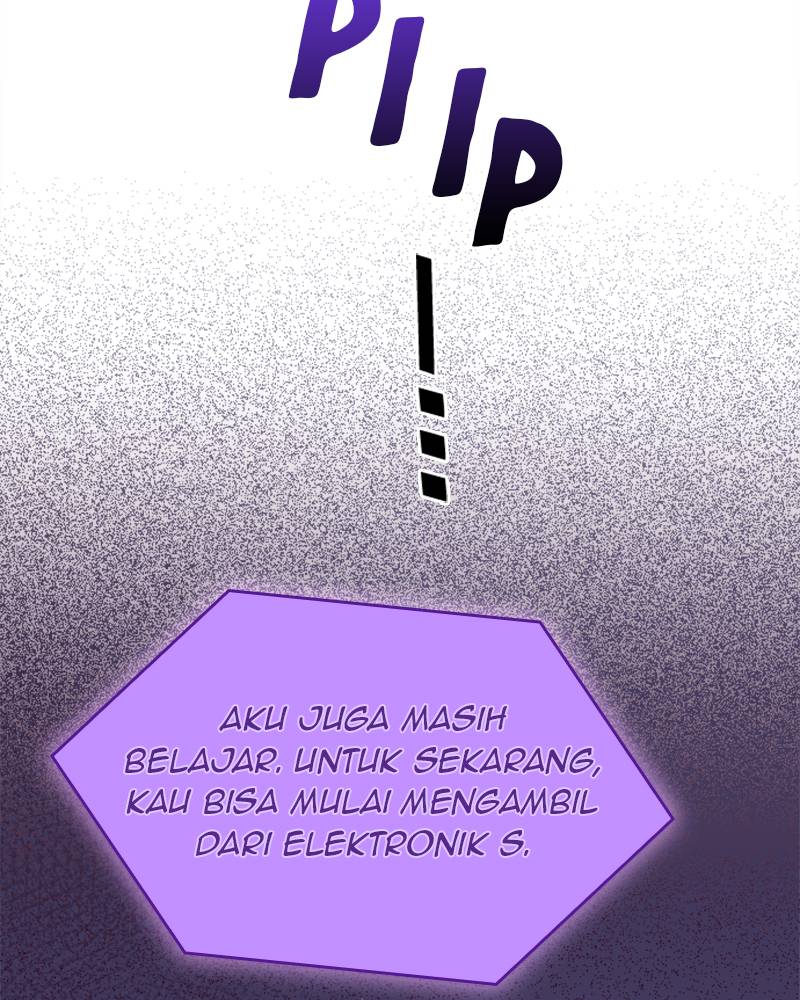 PIIP
AKU JUGA MASIH
BELAJAR. UNTUK SEKARANG,
KAU BISA MULAI MENGAMBIL
DARI ELEKTRONIK S.